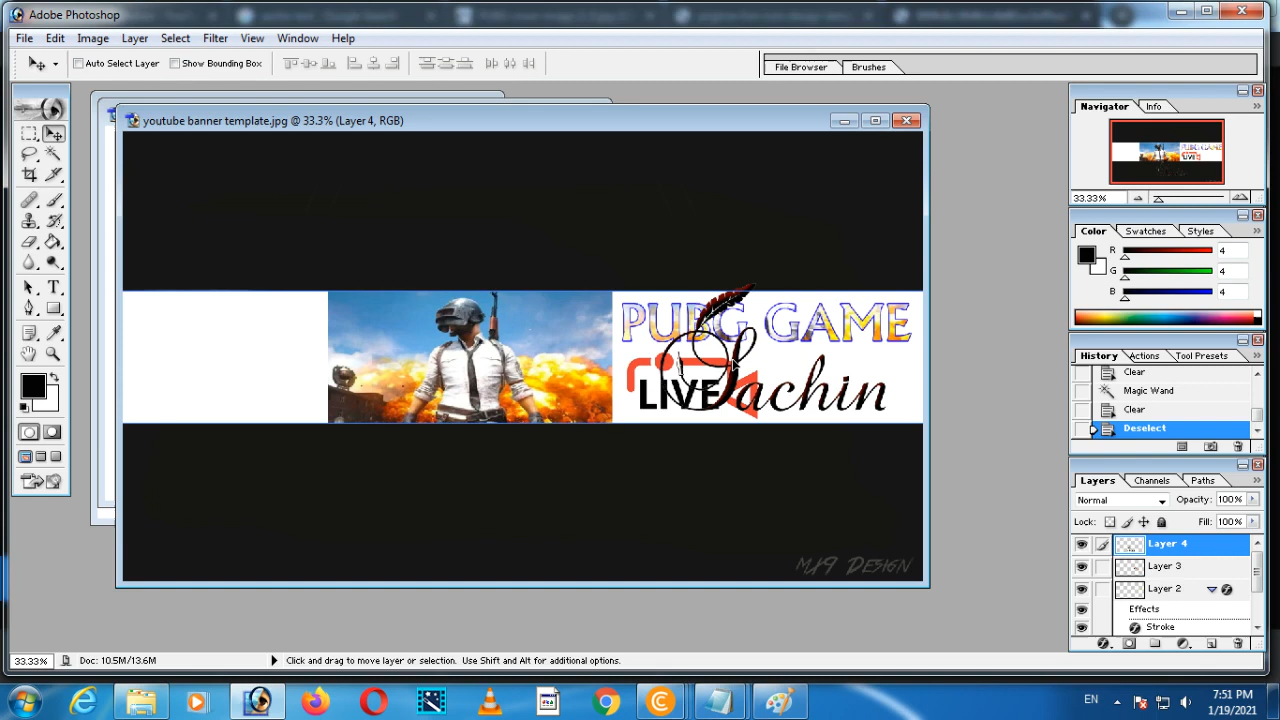 Adobe Photoshop
File Edit Image Layer Select Filter View Window Help
Auto Select Layer Show Bounding Box File Browser Brushes
youtube banner template.jpg @ 33.3% (Layer 4, RGB)
PUBG GAME
LIVE
Sachin
MJ9 DESIGN
Navigator Info
33.33%
Color Swatches Styles
R 4
G 4
B 4
History Actions Tool Presets
Clear
Magic Wand
Clear
Deselect
Layers Channels Paths
Normal Opacity: 100%
Lock: Fill: 100%
Layer 4
Layer 3
Layer 2
Effects
Stroke
33.33% Doc: 10.5M/13.6M Click and drag to move layer or selection. Use Shift and Alt for additional options.
EN 7:51 PM
1/19/2021